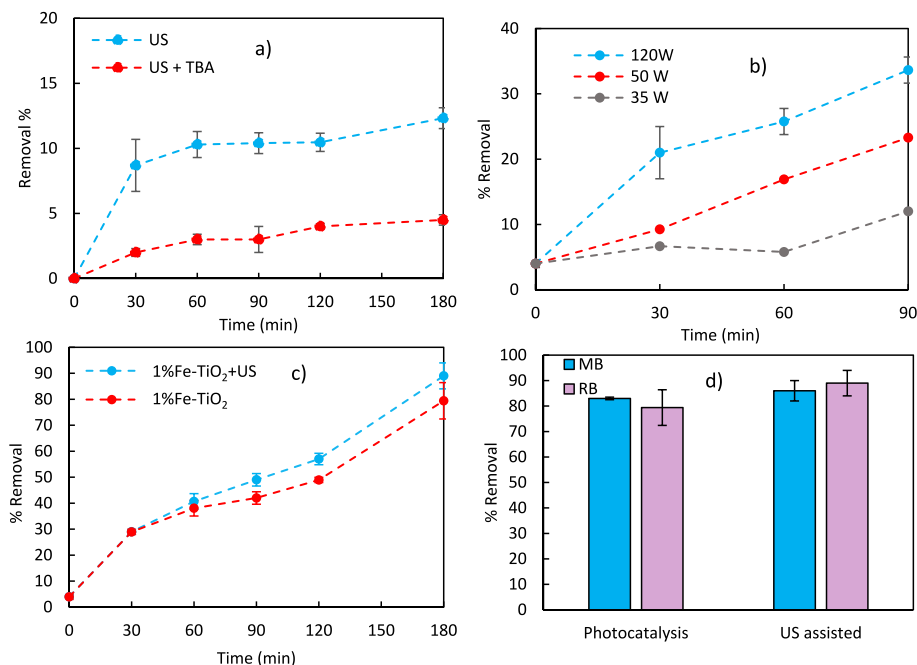 20
15
10
5
0
Removal %
US
US + TBA
a)
0 30 60 90 120 150 180
Time (min)
40
30
20
10
0
% Removal
120W
50 W
35 W
b)
0 30 60 90
Time (min)
100
90
80
70
60
50
40
30
20
10
0
% Removal
1%Fe-TiO₂+US
1%Fe-TiO₂
c)
0 30 60 90 120 150 180
Time (min)
100
90
80
70
60
50
40
30
20
10
0
% Removal
MB
RB
d)
Photocatalysis US assisted